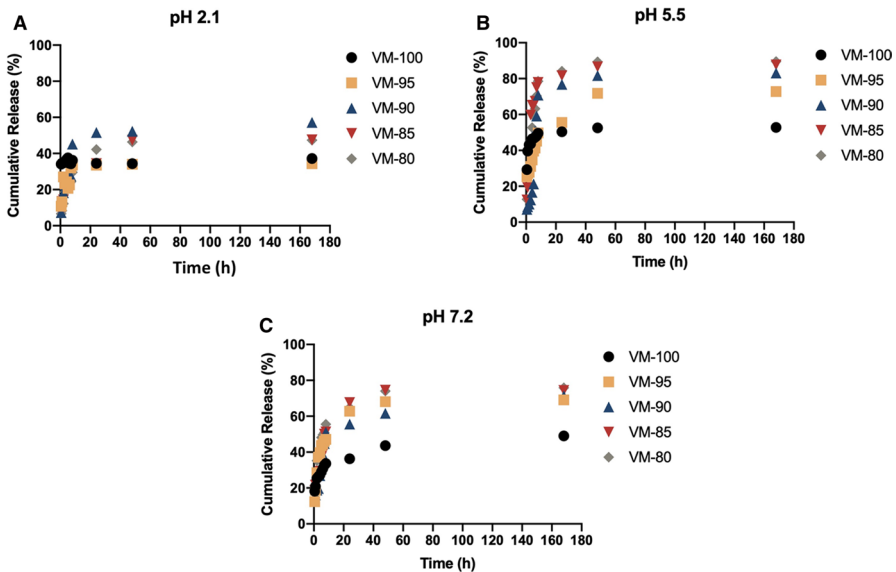 A
pH 2.1
Cumulative Release (%)
100
80
60
40
20
0
0 20 40 60 80 100 120 140 160 180
Time (h)
VM-100
VM-95
VM-90
VM-85
VM-80
B
pH 5.5
Cumulative Release (%)
100
80
60
40
20
0
0 20 40 60 80 100 120 140 160 180
Time (h)
VM-100
VM-95
VM-90
VM-85
VM-80
C
pH 7.2
Cumulative Release (%)
100
80
60
40
20
0
0 20 40 60 80 100 120 140 160 180
Time (h)
VM-100
VM-95
VM-90
VM-85
VM-80